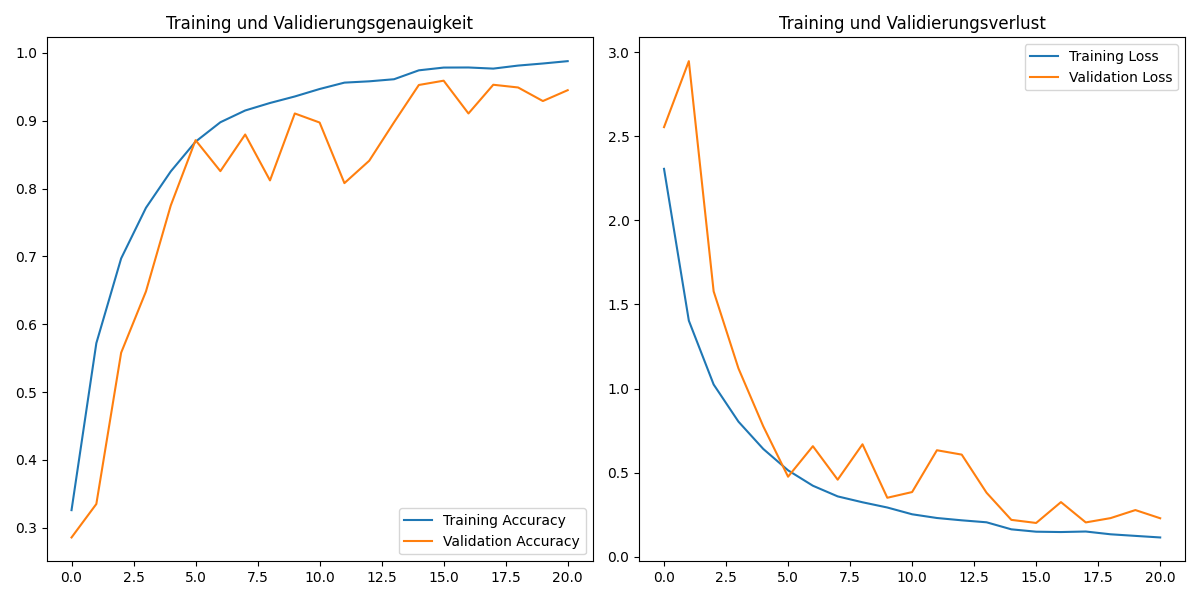 Training und Validierungsgenauigkeit
1.0
0.9
0.8
0.7
0.6
0.5
0.4
0.3
Training Accuracy
Validation Accuracy
0.0 2.5 5.0 7.5 10.0 12.5 15.0 17.5 20.0
Training und Validierungsverlust
3.0
2.5
2.0
1.5
1.0
0.5
0.0
Training Loss
Validation Loss
0.0 2.5 5.0 7.5 10.0 12.5 15.0 17.5 20.0